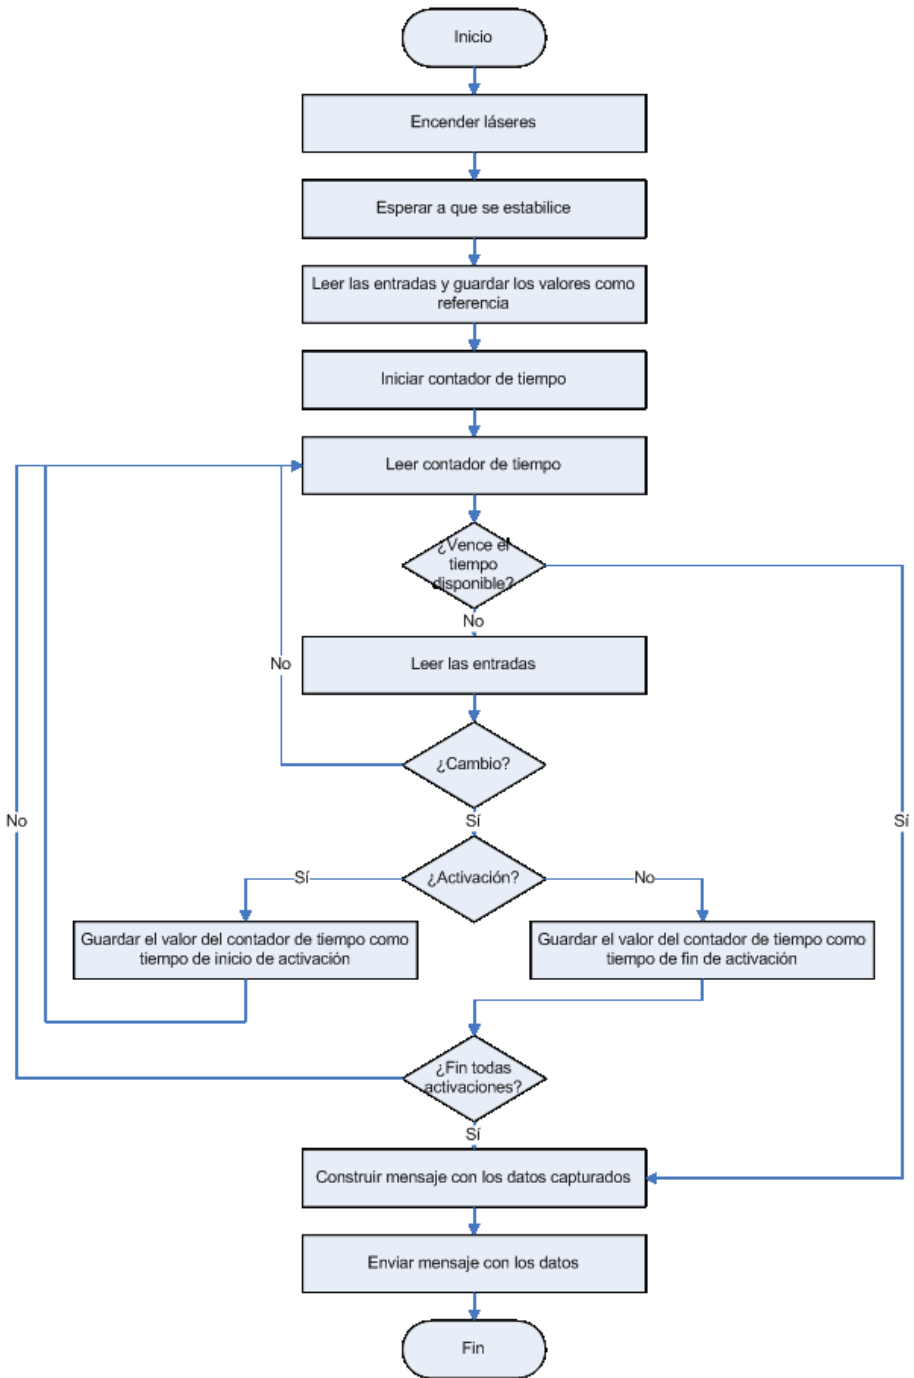 Inicio
Encender láseres
Esperar a que se estabilice
Leer las entradas y guardar los valores como
referencia
Iniciar contador de tiempo
Leer contador de tiempo
¿Vence el
tiempo
disponible?
No
Leer las entradas
No
¿Cambio?
Sí
No
Sí
¿Activación?
Sí
No
Guardar el valor del contador de tiempo como
tiempo de inicio de activación
Guardar el valor del contador de tiempo como
tiempo de fin de activación
¿Fin todas
activaciones?
Sí
Construir mensaje con los datos capturados
Enviar mensaje con los datos
Fin